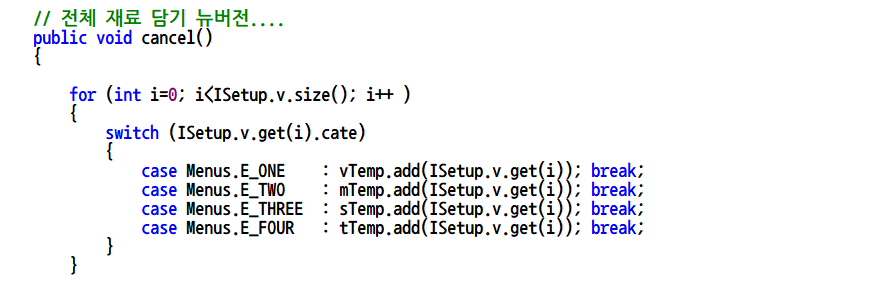 // 전체 재료 담기 뉴버전....
public void cancel()
{
for (int i=0; i<ISetup.v.size(); i++ )
{
switch (ISetup.v.get(i).cate)
{
case Menus.E_ONE    : vTemp.add(ISetup.v.get(i)); break;
case Menus.E_TWO    : mTemp.add(ISetup.v.get(i)); break;
case Menus.E_THREE  : sTemp.add(ISetup.v.get(i)); break;
case Menus.E_FOUR   : tTemp.add(ISetup.v.get(i)); break;
}
}